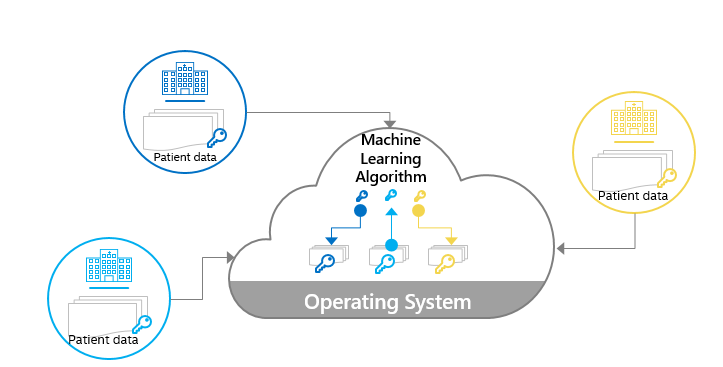 Patient data
Machine
Learning
Algorithm
Patient data
Patient data
Operating System